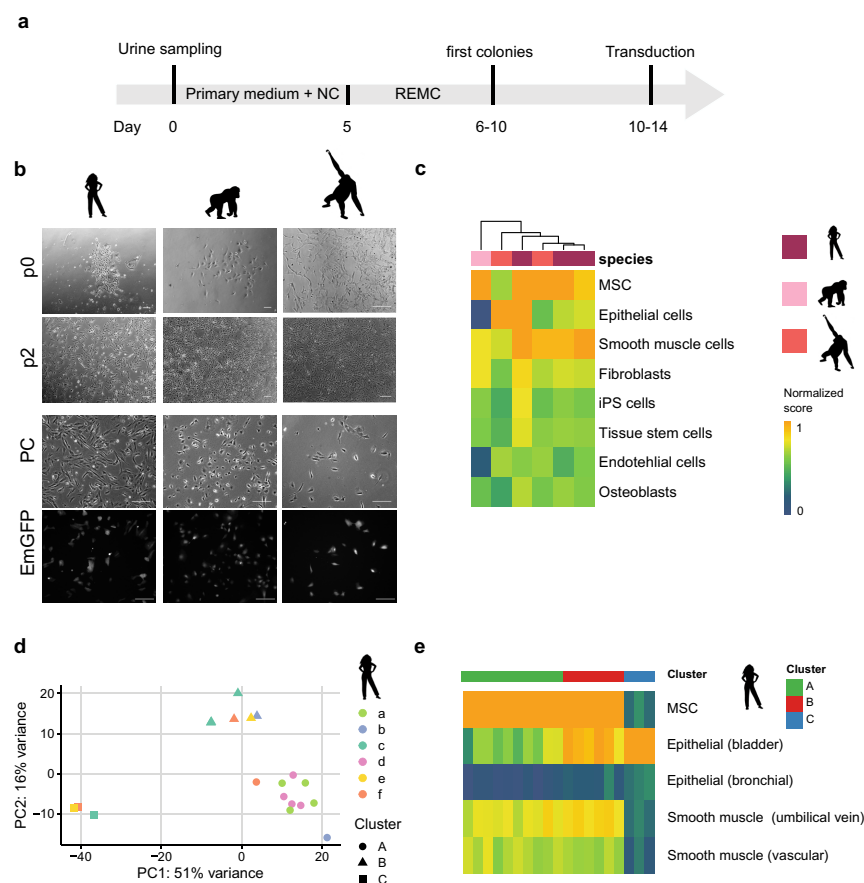 a
Urine sampling
first colonies
Transduction
Primary medium + NC
REMC
Day 0 5 6-10 10-14
b
p0
p2
PC
EmGFP
c
species
MSC
Epithelial cells
Smooth muscle cells
Fibroblasts
iPS cells
Tissue stem cells
Endotehlial cells
Osteoblasts
Normalized
score
1
0
d
20
10
0
−10
PC2: 16% variance
−40 −20 0 20
PC1: 51% variance
a
b
c
d
e
f
Cluster
A
B
C
e
Cluster
MSC
Epithelial (bladder)
Epithelial (bronchial)
Smooth muscle (umbilical vein)
Smooth muscle (vascular)
Cluster
A
B
C